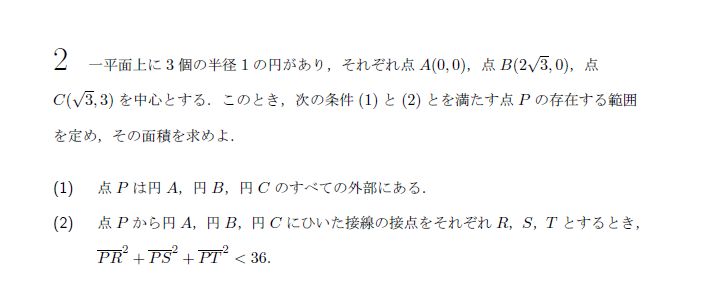 2 一平面上に 3 個の半径 1 の円があり，それぞれ点 A(0, 0)，点 B(2√3, 0)，点
C(√3, 3) を中心とする．このとき，次の条件 (1) と (2) とを満たす点 P の存在する範囲
を定め，その面積を求めよ．
(1) 点 P は円 A，円 B，円 C のすべての外部にある．
(2) 点 P から円 A，円 B，円 C にひいた接線の接点をそれぞれ R，S，T とするとき，
$\overline{PR}^2 + \overline{PS}^2 + \overline{PT}^2 < 36.$